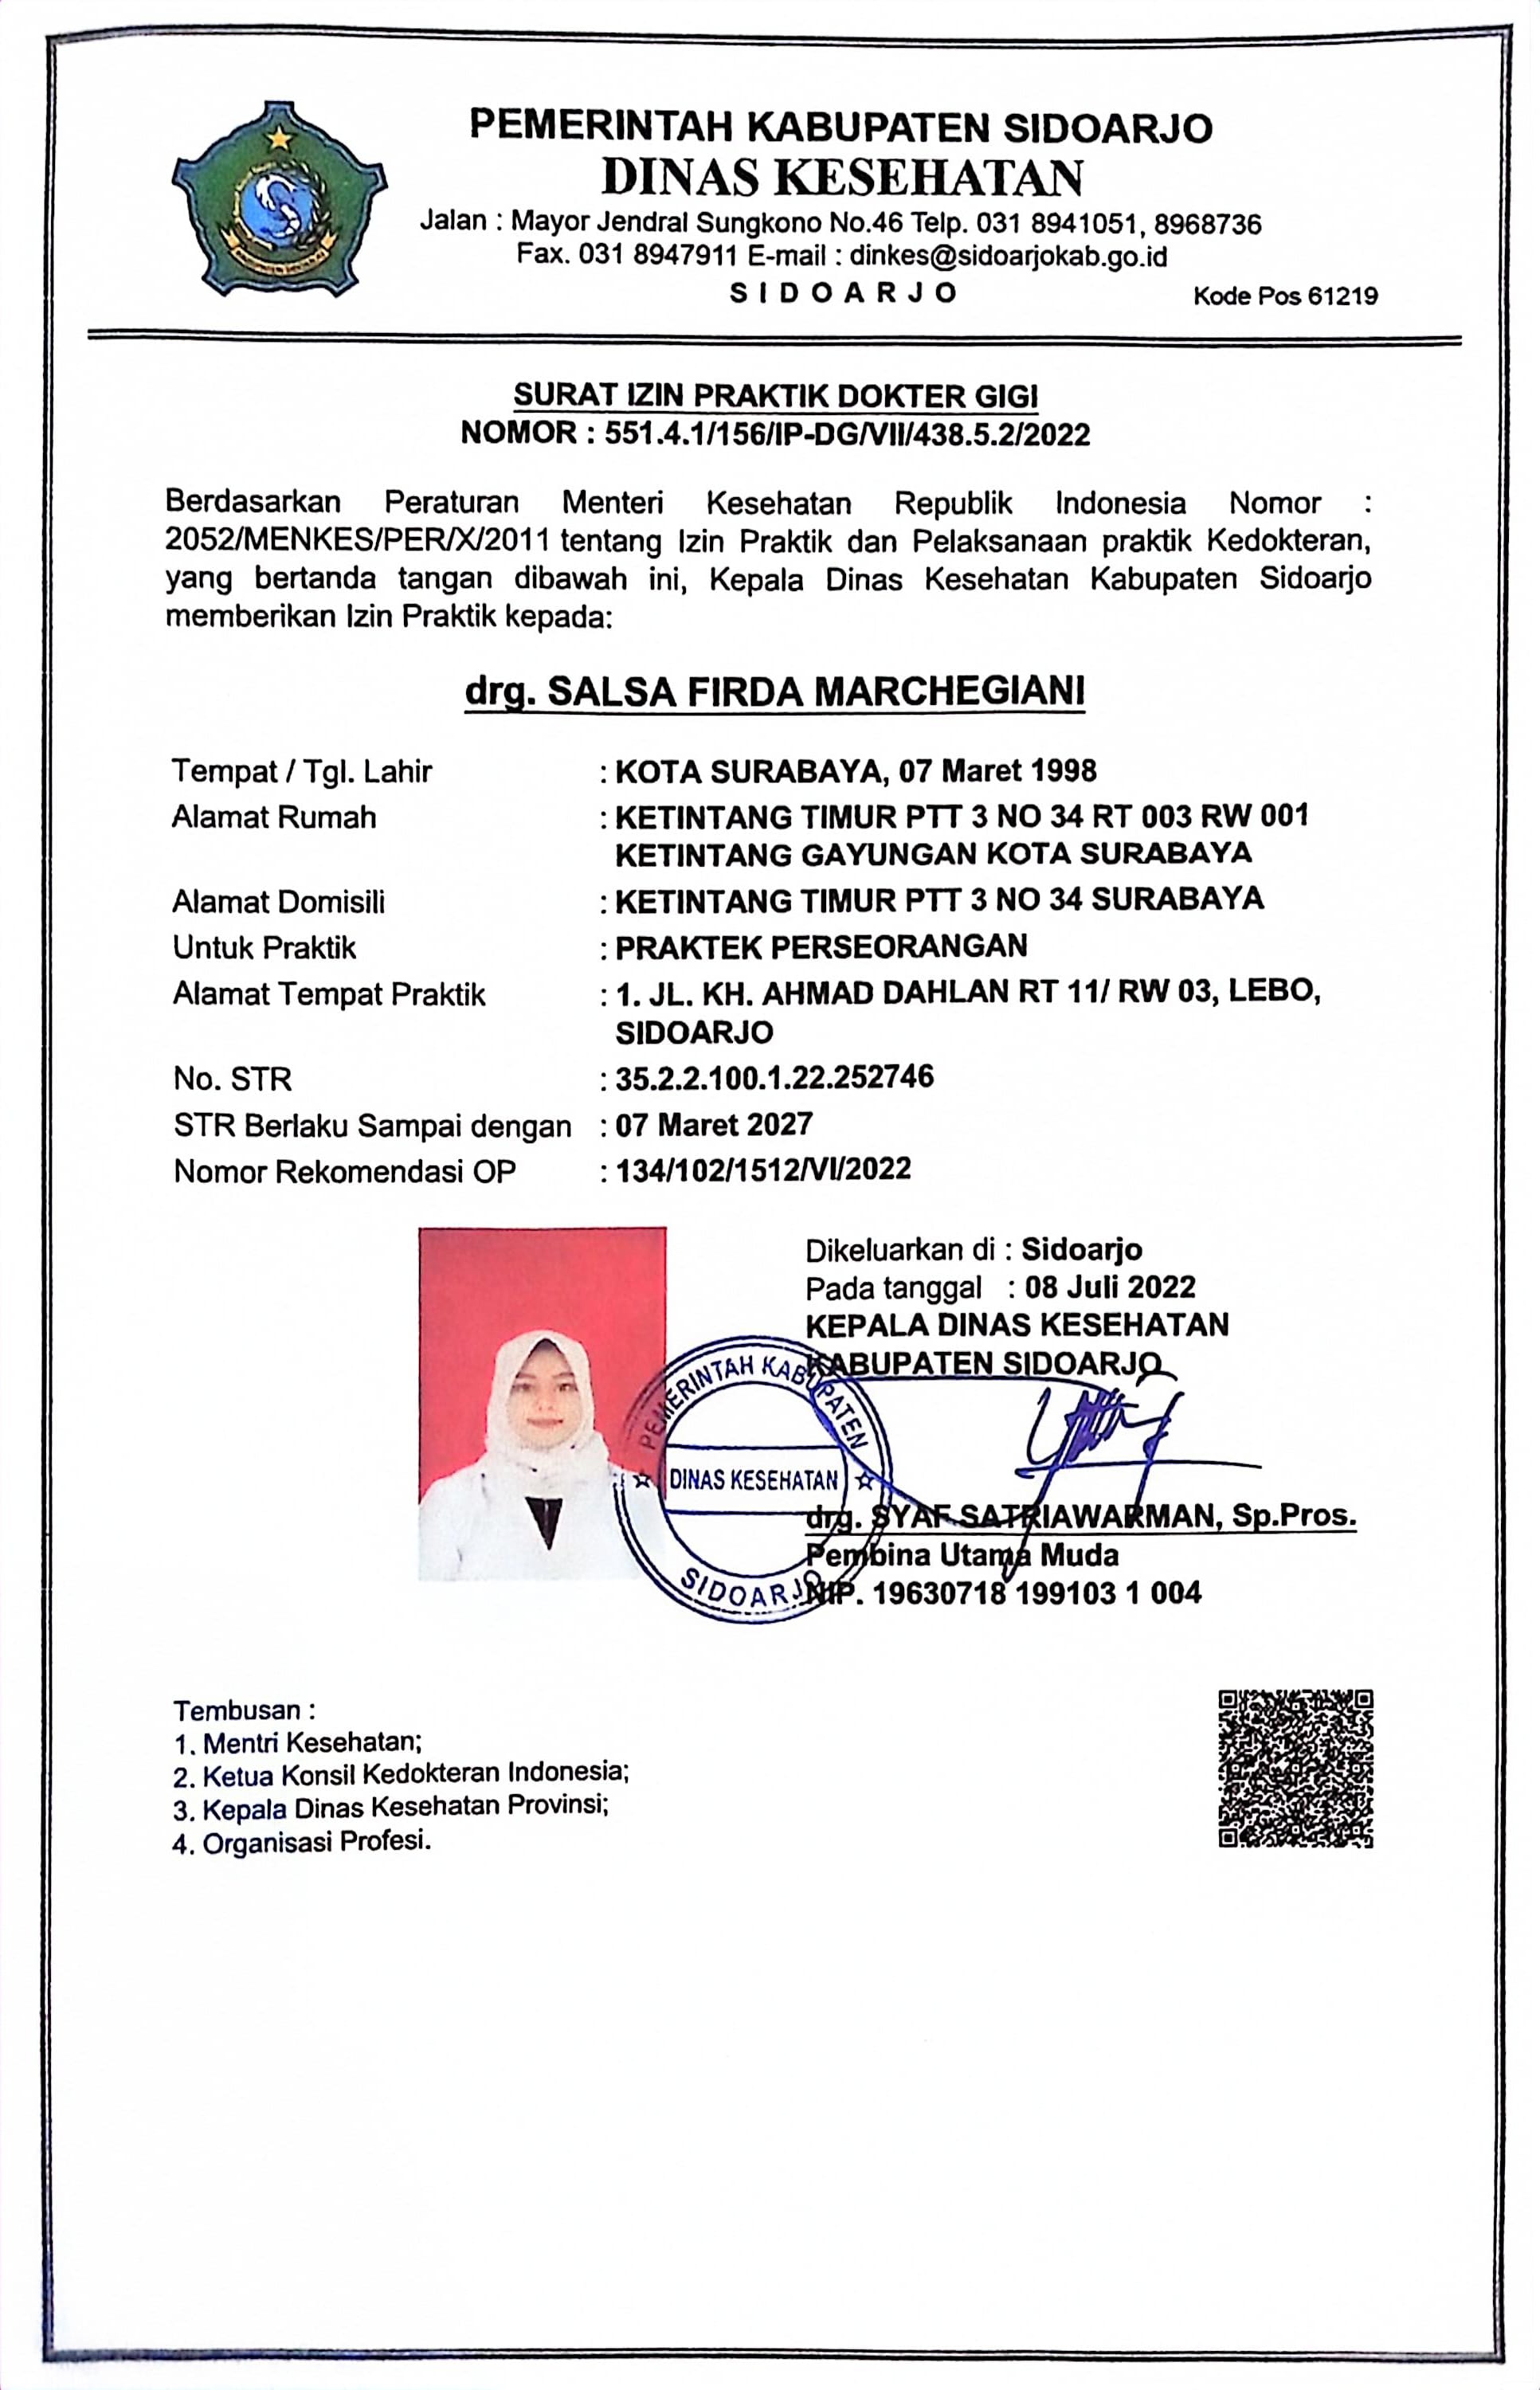 PEMERINTAH KABUPATEN SIDOARJO
DINAS KESEHATAN
Jalan : Mayor Jendral Sungkono No.46 Telp. 031 8941051, 8968736
Fax. 031 8947911 E-mail : dinkes@sidoarjokab.go.id
S I D O A R J O
Kode Pos 61219
SURAT IZIN PRAKTIK DOKTER GIGI
NOMOR : 551.4.1/156/IP-DG/VII/438.5.2/2022
Berdasarkan Peraturan Menteri Kesehatan Republik Indonesia Nomor :
2052/MENKES/PER/X/2011 tentang Izin Praktik dan Pelaksanaan praktik Kedokteran,
yang bertanda tangan dibawah ini, Kepala Dinas Kesehatan Kabupaten Sidoarjo
memberikan Izin Praktik kepada:
drg. SALSA FIRDA MARCHEGIANI
Tempat / Tgl. Lahir : KOTA SURABAYA, 07 Maret 1998
Alamat Rumah : KETINTANG TIMUR PTT 3 NO 34 RT 003 RW 001
KETINTANG GAYUNGAN KOTA SURABAYA
Alamat Domisili : KETINTANG TIMUR PTT 3 NO 34 SURABAYA
Untuk Praktik : PRAKTEK PERSEORANGAN
Alamat Tempat Praktik : 1. JL. KH. AHMAD DAHLAN RT 11/ RW 03, LEBO,
SIDOARJO
No. STR : 35.2.2.100.1.22.252746
STR Berlaku Sampai dengan : 07 Maret 2027
Nomor Rekomendasi OP : 134/102/1512/VI/2022
Dikeluarkan di : Sidoarjo
Pada tanggal : 08 Juli 2022
KEPALA DINAS KESEHATAN
KABUPATEN SIDOARJO
PEMERINTAH KABUPATEN
DINAS KESEHATAN
SIDOARJO
drg. SYAF SATRIAWARMAN, Sp.Pros.
Pembina Utama Muda
NIP. 19630718 199103 1 004
Tembusan :
1. Mentri Kesehatan;
2. Ketua Konsil Kedokteran Indonesia;
3. Kepala Dinas Kesehatan Provinsi;
4. Organisasi Profesi.